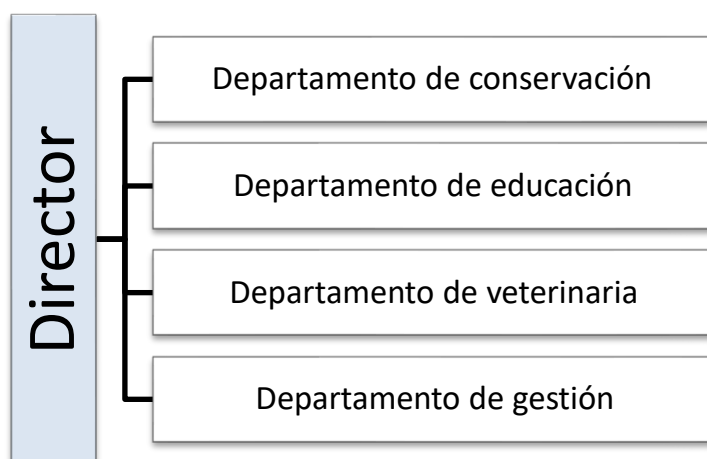 Director
Departamento de conservación
Departamento de educación
Departamento de veterinaria
Departamento de gestión